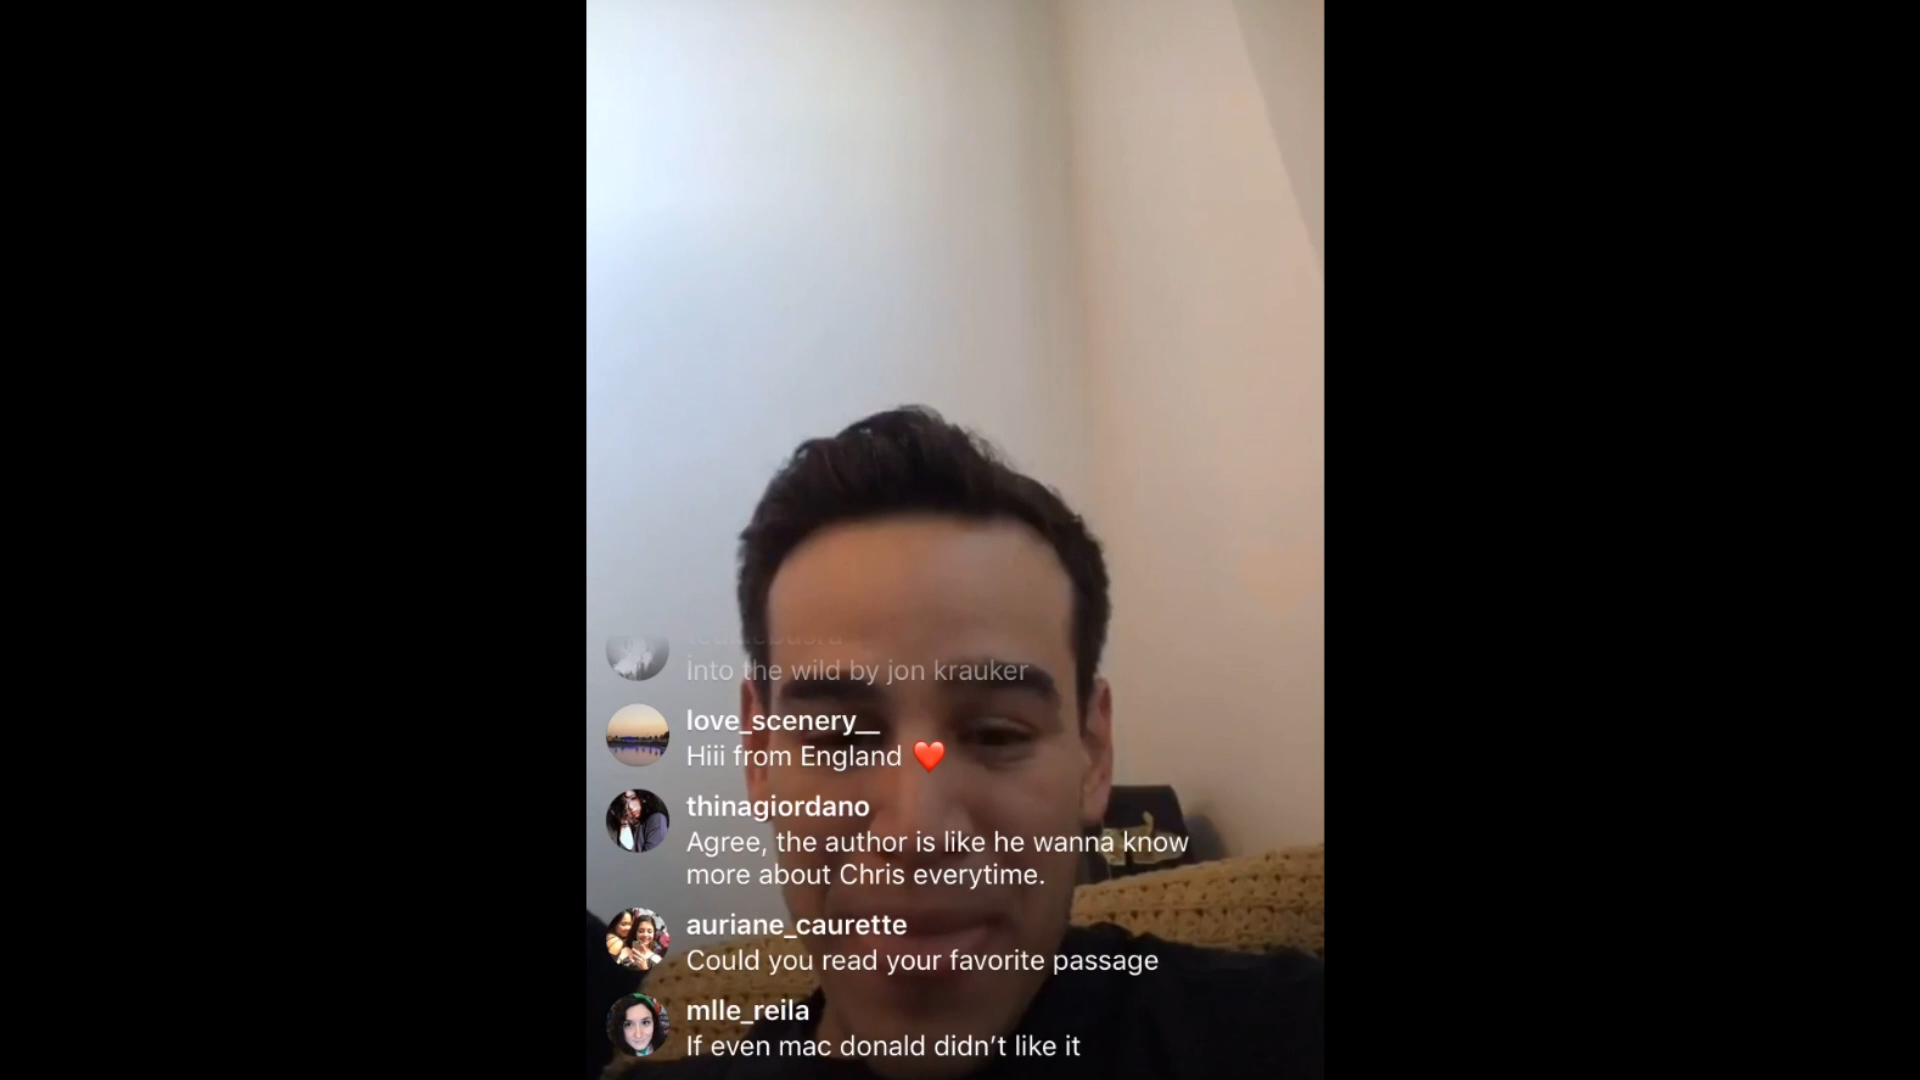 into the wild by jon krauker
love_scenery__
Hiii from England ❤️
thinagiordano
Agree, the author is like he wanna know
more about Chris everytime.
auriane_caurette
Could you read your favorite passage
mlle_reila
If even mac donald didn’t like it